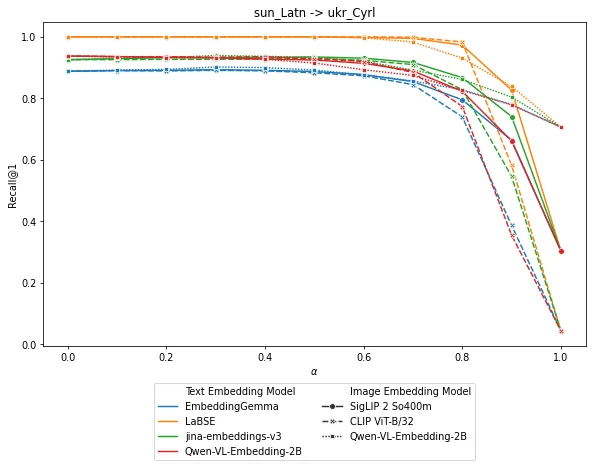 sun_Latn -> ukr_Cyrl
Recall@1
1.0
0.8
0.6
0.4
0.2
0.0
0.0 0.2 0.4 0.6 0.8 1.0
α
Text Embedding Model
EmbeddingGemma
LaBSE
jina-embeddings-v3
Qwen-VL-Embedding-2B
Image Embedding Model
SigLIP 2 So400m
CLIP ViT-B/32
Qwen-VL-Embedding-2B